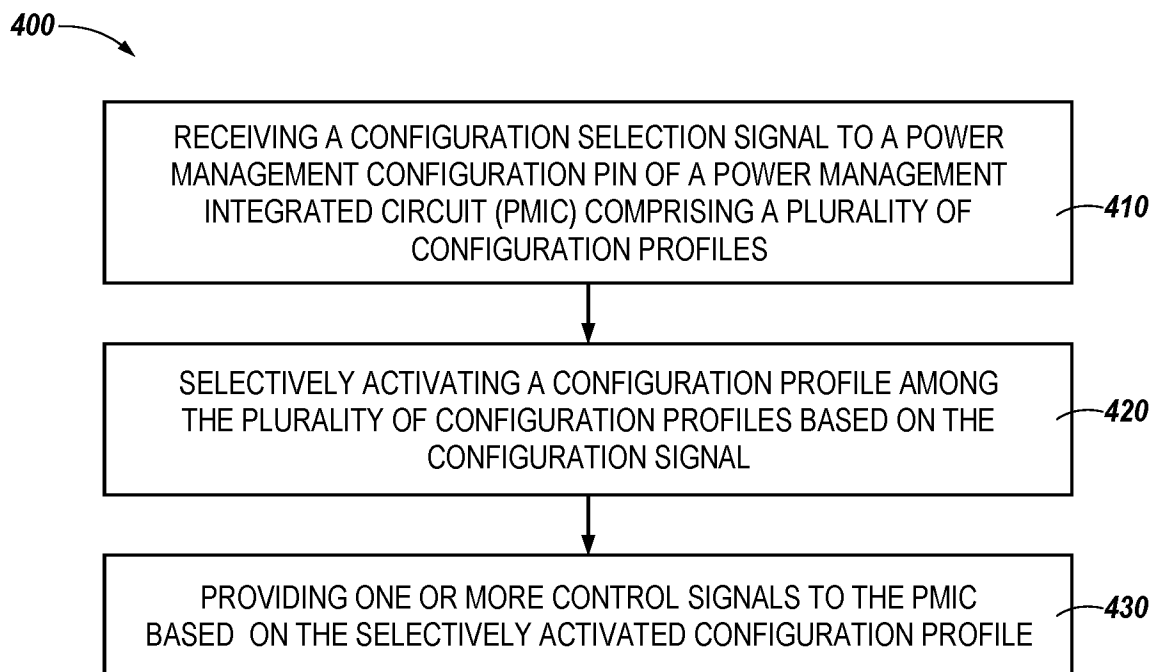 400
RECEIVING A CONFIGURATION SELECTION SIGNAL TO A POWER
MANAGEMENT CONFIGURATION PIN OF A POWER MANAGEMENT
INTEGRATED CIRCUIT (PMIC) COMPRISING A PLURALITY OF
CONFIGURATION PROFILES
410
SELECTIVELY ACTIVATING A CONFIGURATION PROFILE AMONG
THE PLURALITY OF CONFIGURATION PROFILES BASED ON THE
CONFIGURATION SIGNAL
420
PROVIDING ONE OR MORE CONTROL SIGNALS TO THE PMIC
BASED ON THE SELECTIVELY ACTIVATED CONFIGURATION PROFILE
430